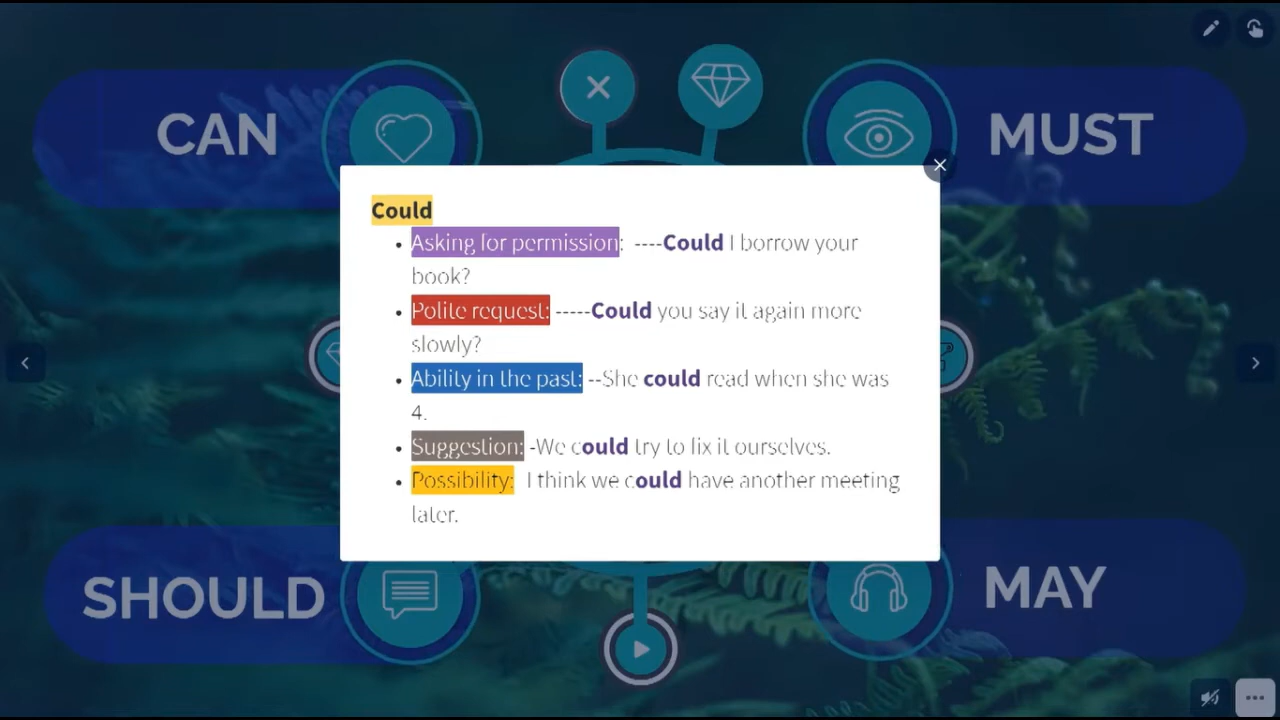 CAN
MUST
Could
Asking for permission: ----Could I borrow your
book?
Polite request: -----Could you say it again more
slowly?
Ability in the past: --She could read when she was
4.
Suggestion: -We could try to fix it ourselves.
Possibility: I think we could have another meeting
later.
SHOULD
MAY